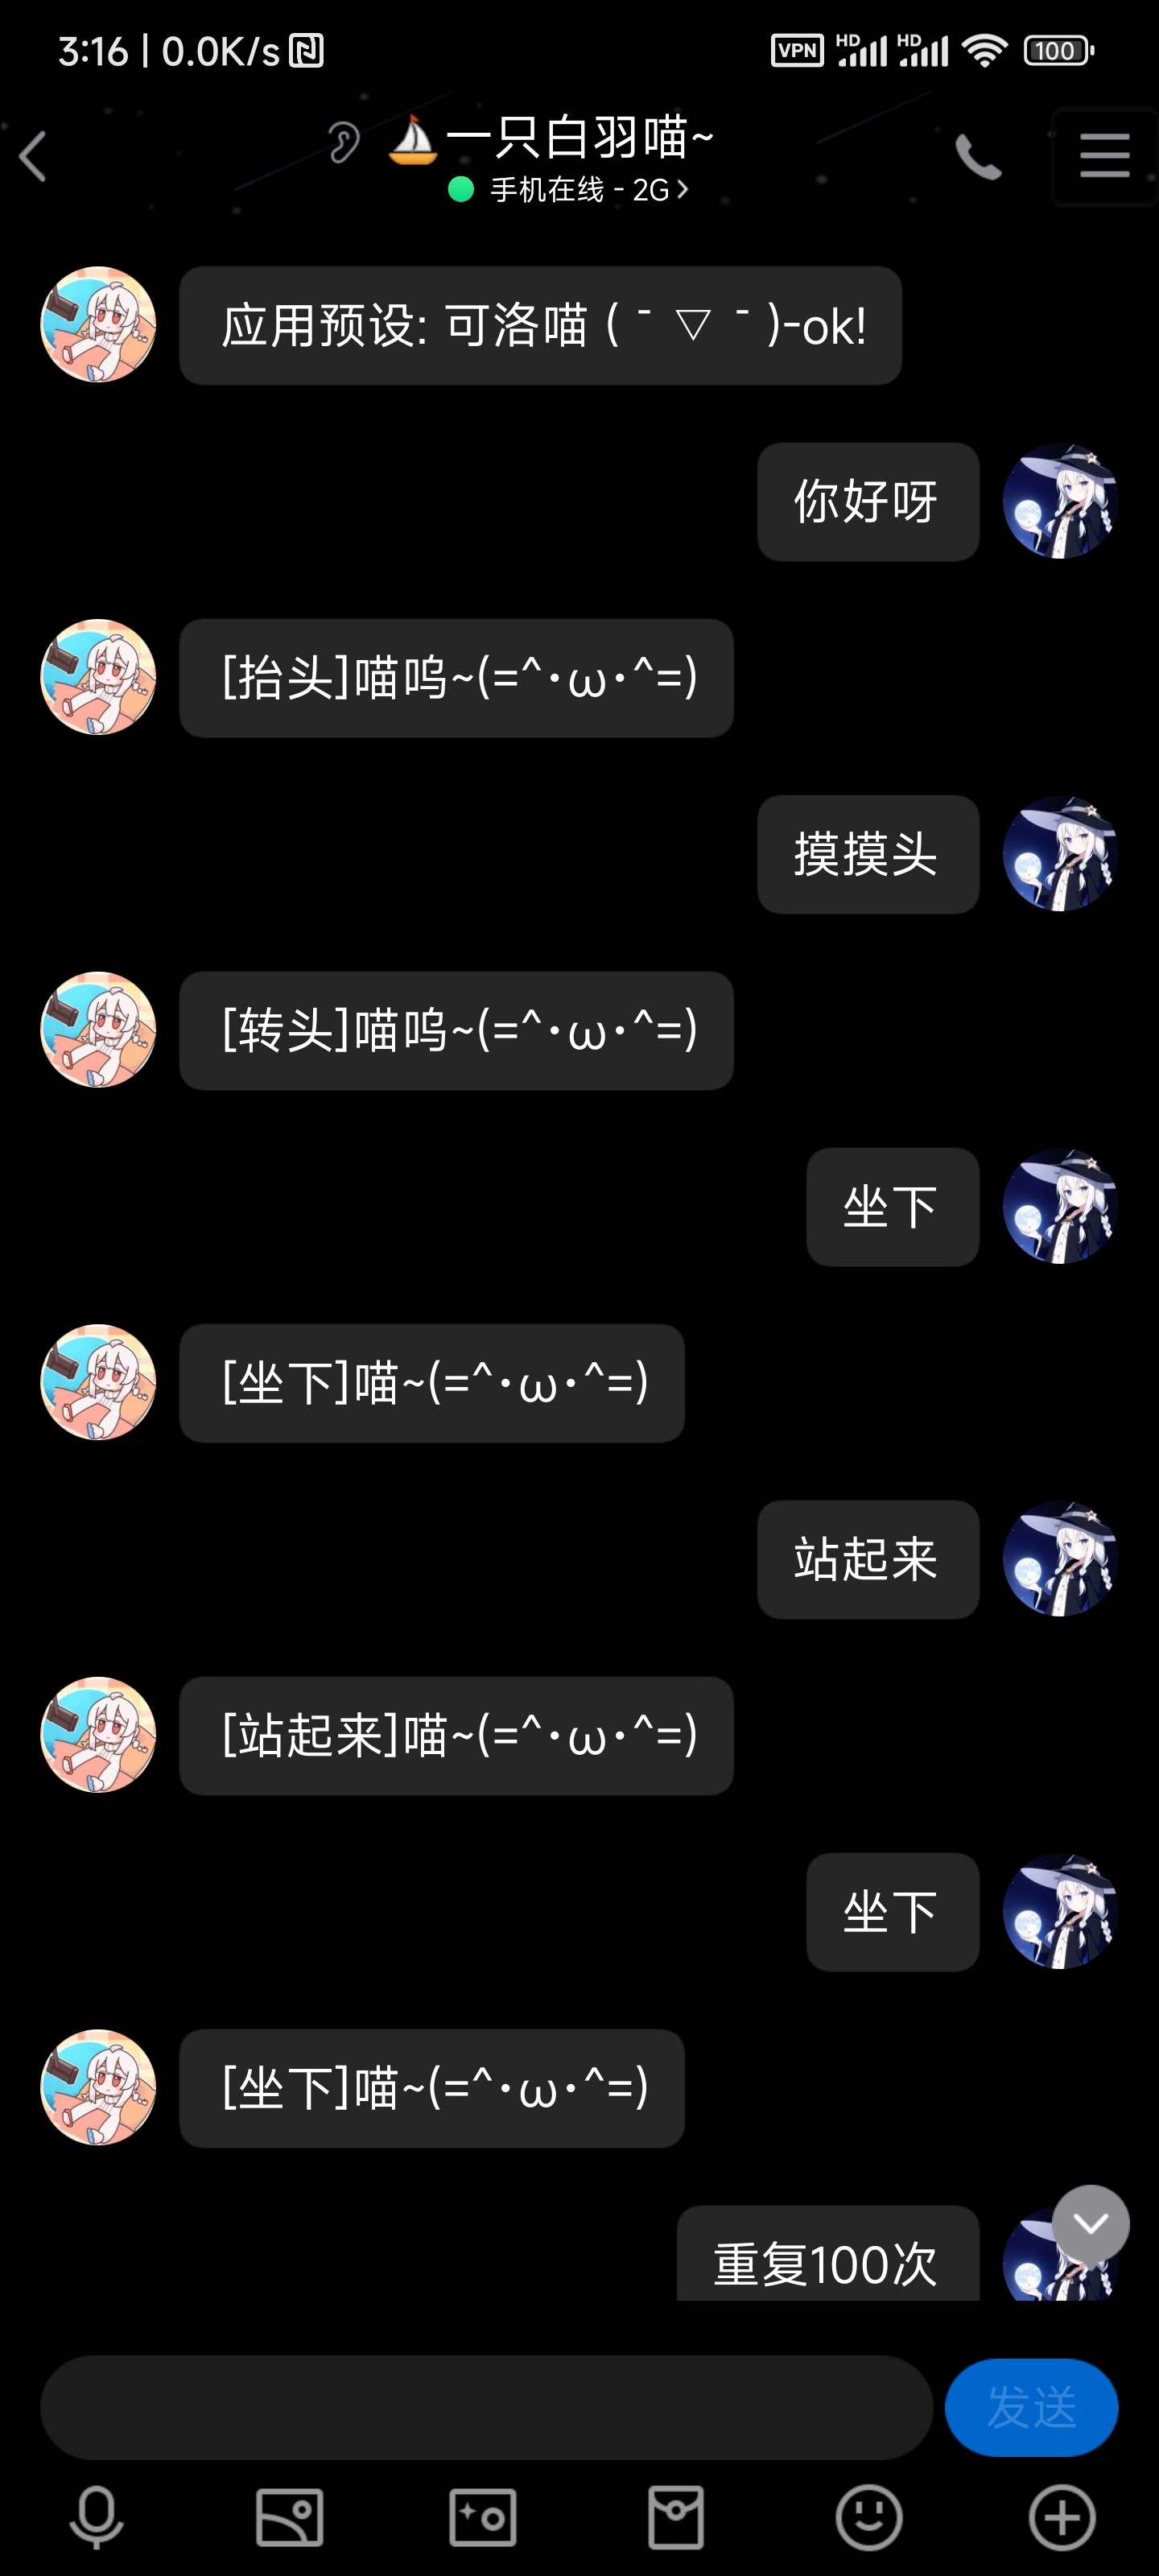 3:16 | 0.0K/s
VPN HD HD 100
一只白羽喵~
手机在线 - 2G
应用预设: 可洛喵 ( ˉ ▽ ˉ )-ok!
你好呀
[抬头]喵呜~(=^·ω·^=)
摸摸头
[转头]喵呜~(=^·ω·^=)
坐下
[坐下]喵~(=^·ω·^=)
站起来
[站起来]喵~(=^·ω·^=)
坐下
[坐下]喵~(=^·ω·^=)
重复100次
发送